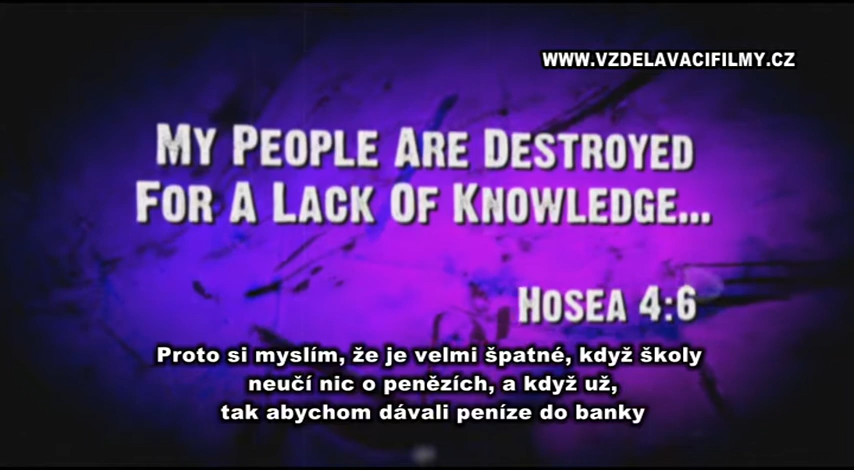 WWW.VZDELAVACIFILMY.CZ
MY PEOPLE ARE DESTROYED
FOR A LACK OF KNOWLEDGE...
HOSEA 4:6
Proto si myslím, že je velmi špatné, když školy
neučí nic o penězích, a když už,
tak abychom dávali peníze do banky